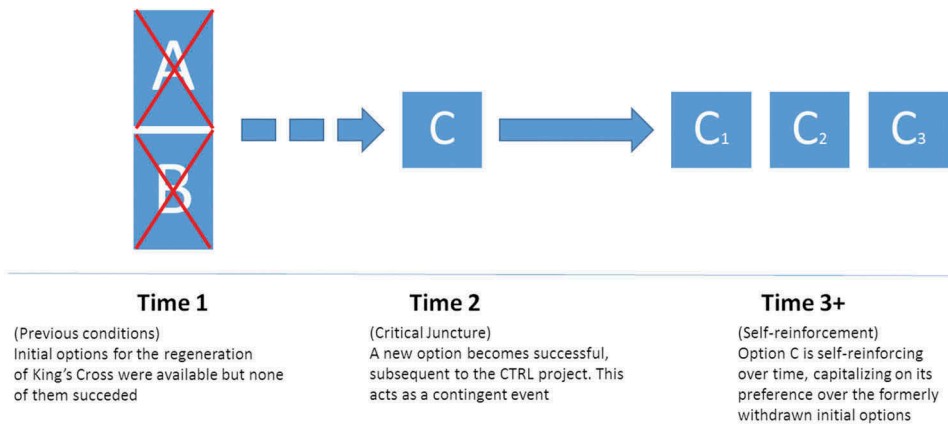 A
B
C
C1 C2 C3
Time 1
(Previous conditions)
Initial options for the regeneration
of King's Cross were available but none
of them succeded
Time 2
(Critical Juncture)
A new option becomes successful,
subsequent to the CTRL project. This
acts as a contingent event
Time 3+
(Self-reinforcement)
Option C is self-reinforcing
over time, capitalizing on its
preference over the formerly
withdrawn initial options